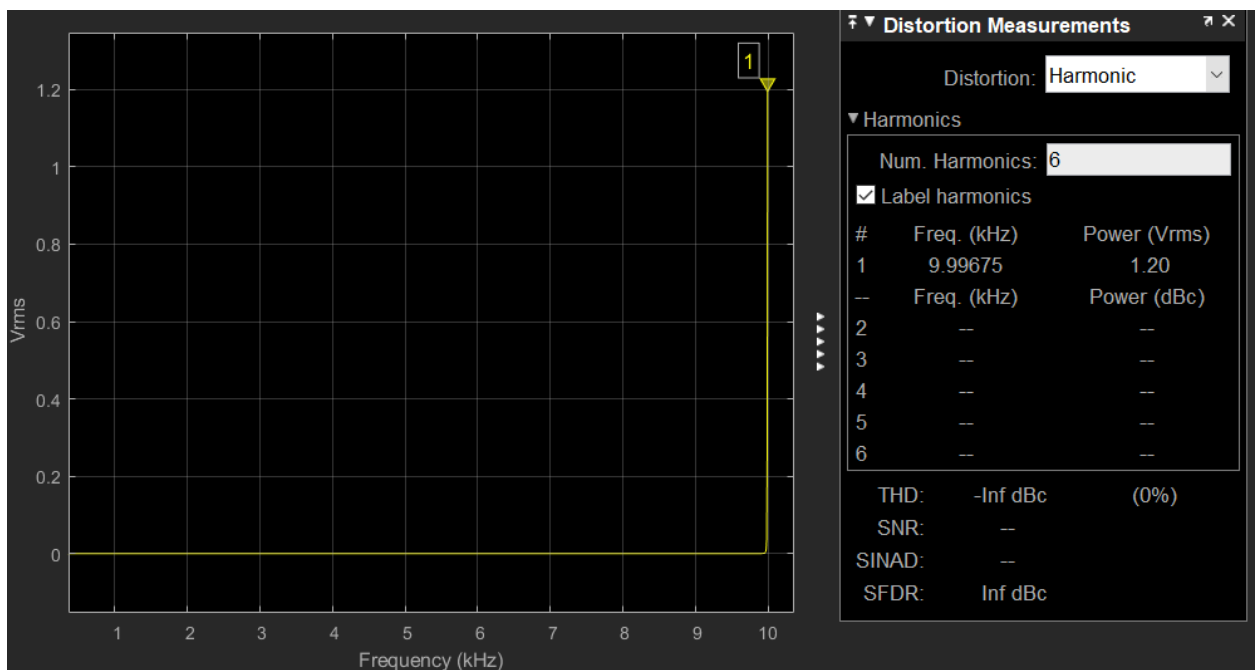 1
1.2
1
0.8
0.6
0.4
0.2
0
Vrms
1 2 3 4 5 6 7 8 9 10
Frequency (kHz)
Distortion Measurements
Distortion: Harmonic
Harmonics
Num. Harmonics: 6
Label harmonics
# Freq. (kHz) Power (Vrms)
1 9.99675 1.20
-- Freq. (kHz) Power (dBc)
2 -- --
3 -- --
4 -- --
5 -- --
6 -- --
THD: -Inf dBc (0%)
SNR: --
SINAD: --
SFDR: Inf dBc